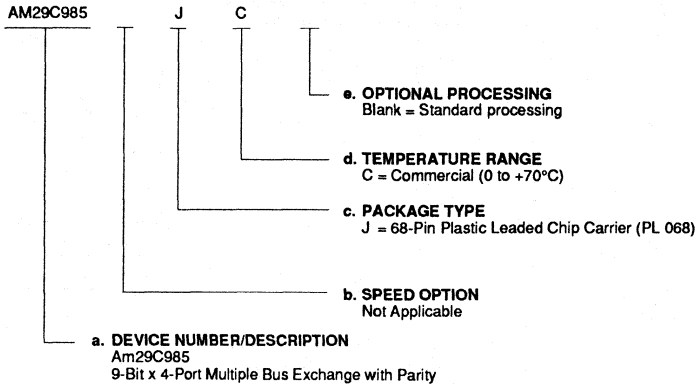 AM29C985 J C
e. OPTIONAL PROCESSING
Blank = Standard processing
d. TEMPERATURE RANGE
C = Commercial (0 to +70°C)
c. PACKAGE TYPE
J = 68-Pin Plastic Leaded Chip Carrier (PL 068)
b. SPEED OPTION
Not Applicable
a. DEVICE NUMBER/DESCRIPTION
Am29C985
9-Bit x 4-Port Multiple Bus Exchange with Parity